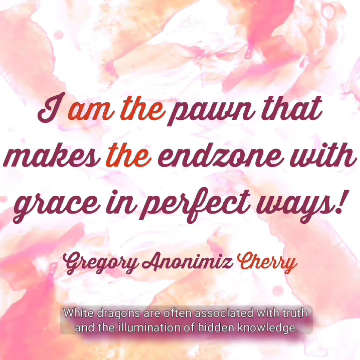 I am the pawn that
makes the endzone with
grace in perfect ways!
Gregory Anonimiz Cherry
White dragons are often associated with truth
and the illumination of hidden knowledge.